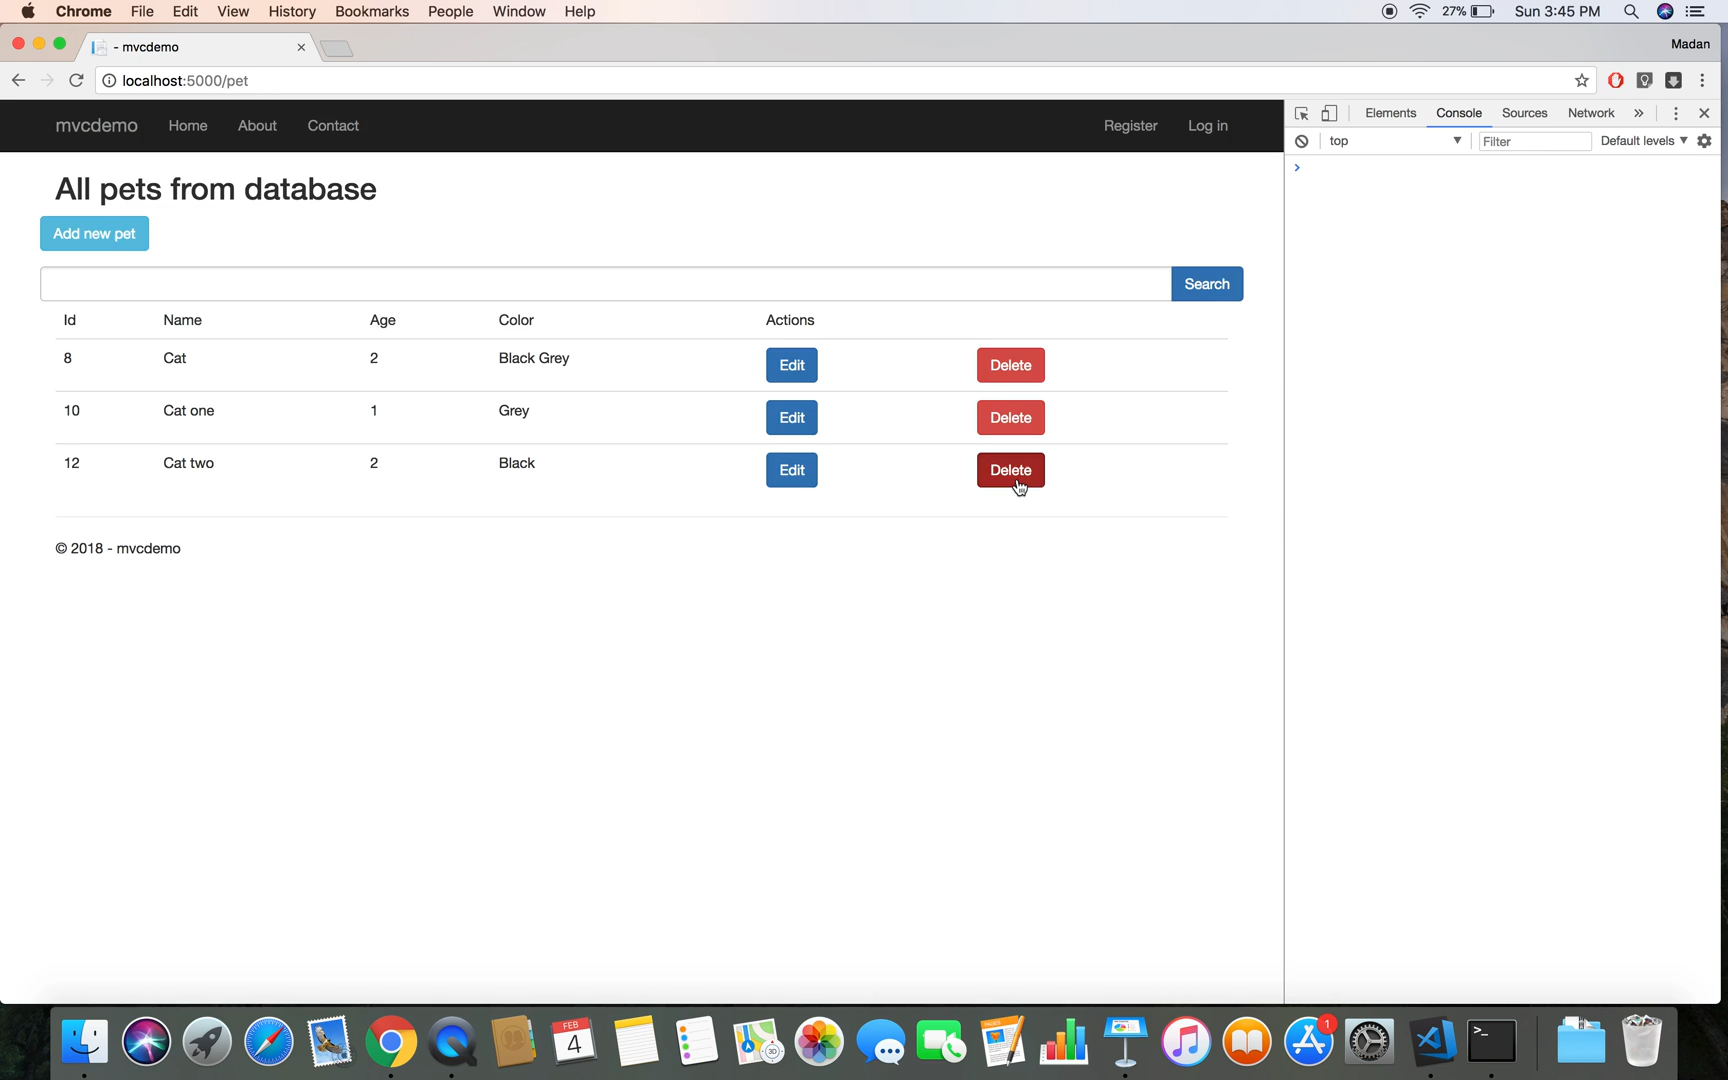 Chrome File Edit View History Bookmarks People Window Help 27% Sun 3:45 PM
- mvcdemo Madan
localhost:5000/pet
mvcdemo Home About Contact Register Log in
Elements Console Sources Network »
top Filter Default levels
All pets from database
Add new pet
Search
Id Name Age Color Actions
8 Cat 2 Black Grey Edit Delete
10 Cat one 1 Grey Edit Delete
12 Cat two 2 Black Edit Delete
© 2018 - mvcdemo
FEB
4
3D
PAGES
1
>_